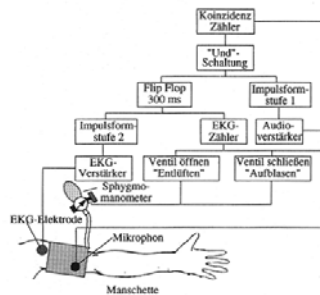 Koinzidenz
Zähler
"Und"-
Schaltung
Flip Flop
300 ms
Impulsform-
stufe 1
Impulsform-
stufe 2
EKG-
Zähler
Audio-
verstärker
EKG-
Verstärker
Ventil öffnen
"Entlüften"
Ventil schließen
"Aufblasen"
Sphygmo-
manometer
EKG-Elektrode
Mikrophon
Manschette